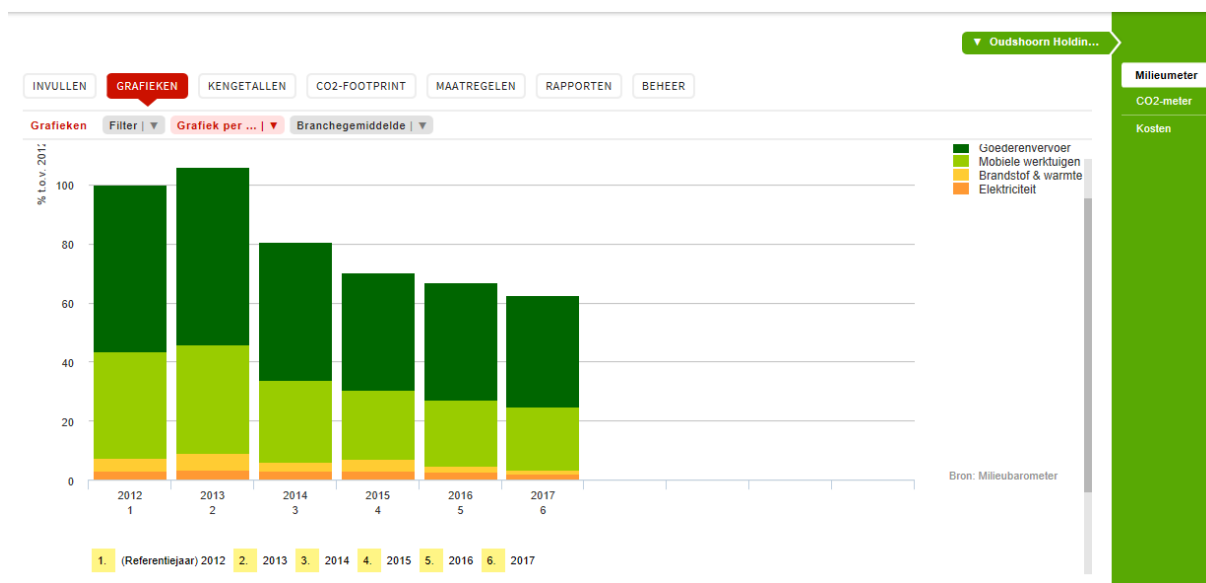 ▼ Oudshoorn Holdin...
Milieumeter
CO2-meter
Kosten
INVULLEN GRAFIEKEN KENGETALLEN CO2-FOOTPRINT MAATREGELEN RAPPORTEN BEHEER
Grafieken Filter | ▼ Grafiek per ... | ▼ Branchegemiddelde | ▼
% t.o.v. 2012
100
80
60
40
20
0
Goederenvervoer
Mobiele werktuigen
Brandstof & warmte
Elektriciteit
Bron: Milieubarometer
2012 2013 2014 2015 2016 2017
1 2 3 4 5 6
1. (Referentiejaar) 2012 2. 2013 3. 2014 4. 2015 5. 2016 6. 2017